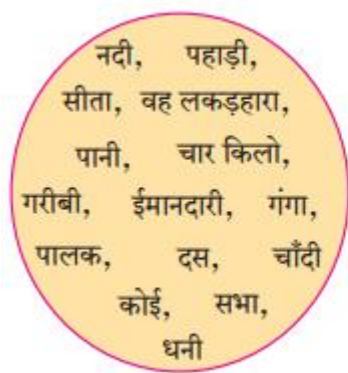 नदी, पहाड़ी,
सीता, वह लकड़हारा,
पानी, चार किलो,
गरीबी, ईमानदारी, गंगा,
पालक, दस, चाँदी
कोई, सभा,
धनी